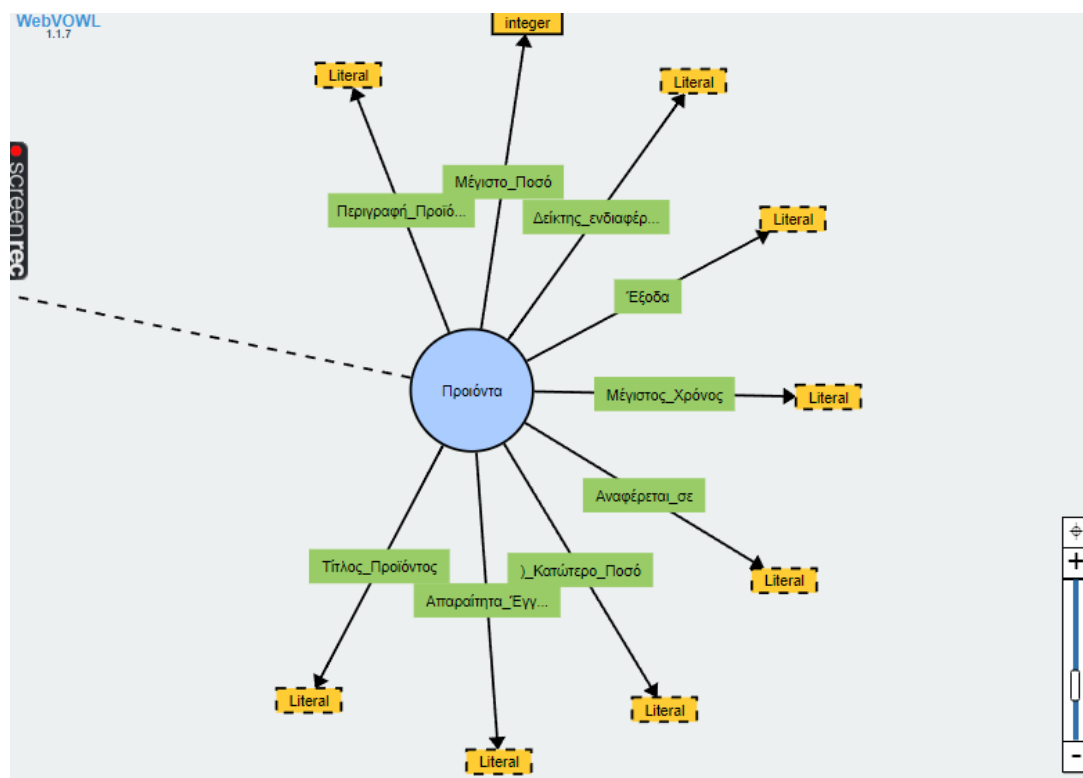 WebVOWL
1.1.7
integer
Literal
Literal
screenrec
Μέγιστο_Ποσό
Περιγραφή_Προϊό...
Δείκτης_ενδιαφέρ...
Literal
Έξοδα
Προιόντα
Μέγιστος_Χρόνος
Literal
Αναφέρεται_σε
Τίτλος_Προϊόντος
)_Κατώτερο_Ποσό
Literal
Απαραίτητα_Έγγ...
Literal
Literal
Literal
+
-